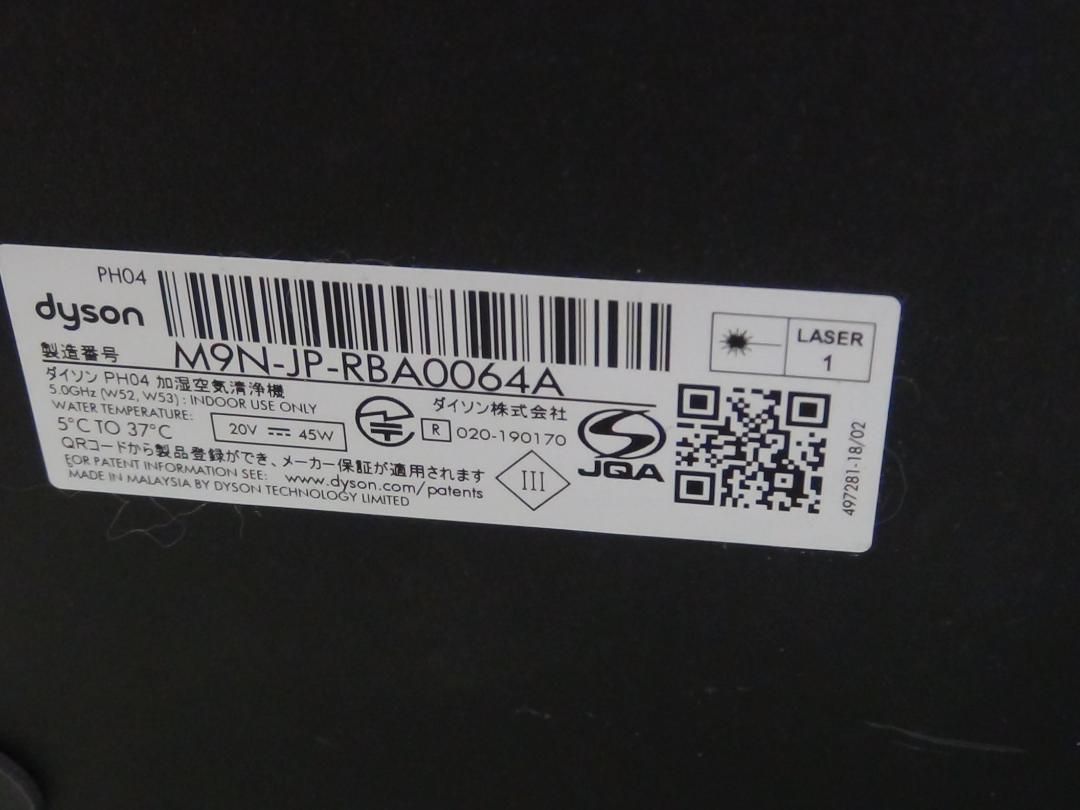 PH04
dyson
製造番号
M9N-JP-RBA0064A
ダイソン PH04 加湿空気清浄機
5.0GHz (W52, W53) : INDOOR USE ONLY
WATER TEMPERATURE:
5°C TO 37°C
20V ⎓ 45W
ダイソン株式会社
R 020-190170
QRコードから製品登録ができ、メーカー保証が適用されます
FOR PATENT INFORMATION SEE: www.dyson.com/patents
MADE IN MALAYSIA BY DYSON TECHNOLOGY LIMITED
III
JQA
LASER
1
497281-18/02